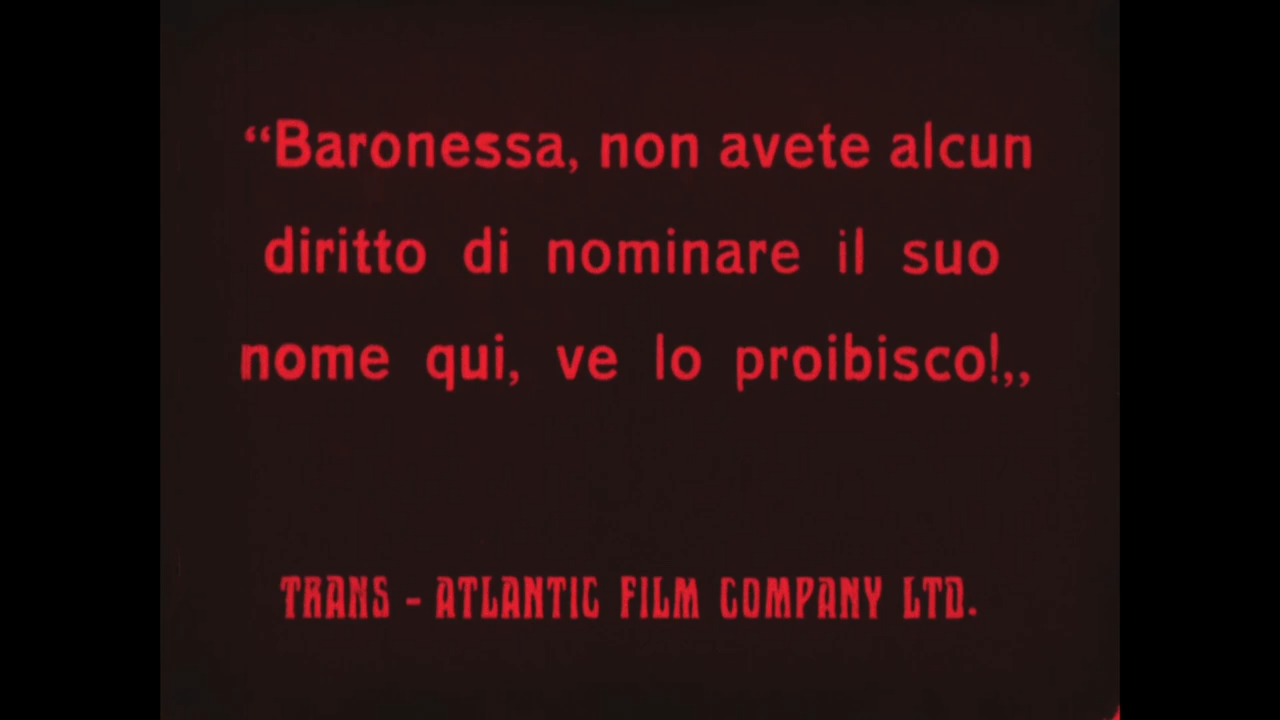 “Baronessa, non avete alcun
diritto di nominare il suo
nome qui, ve lo proibisco!„
TRANS - ATLANTIC FILM COMPANY LTD.